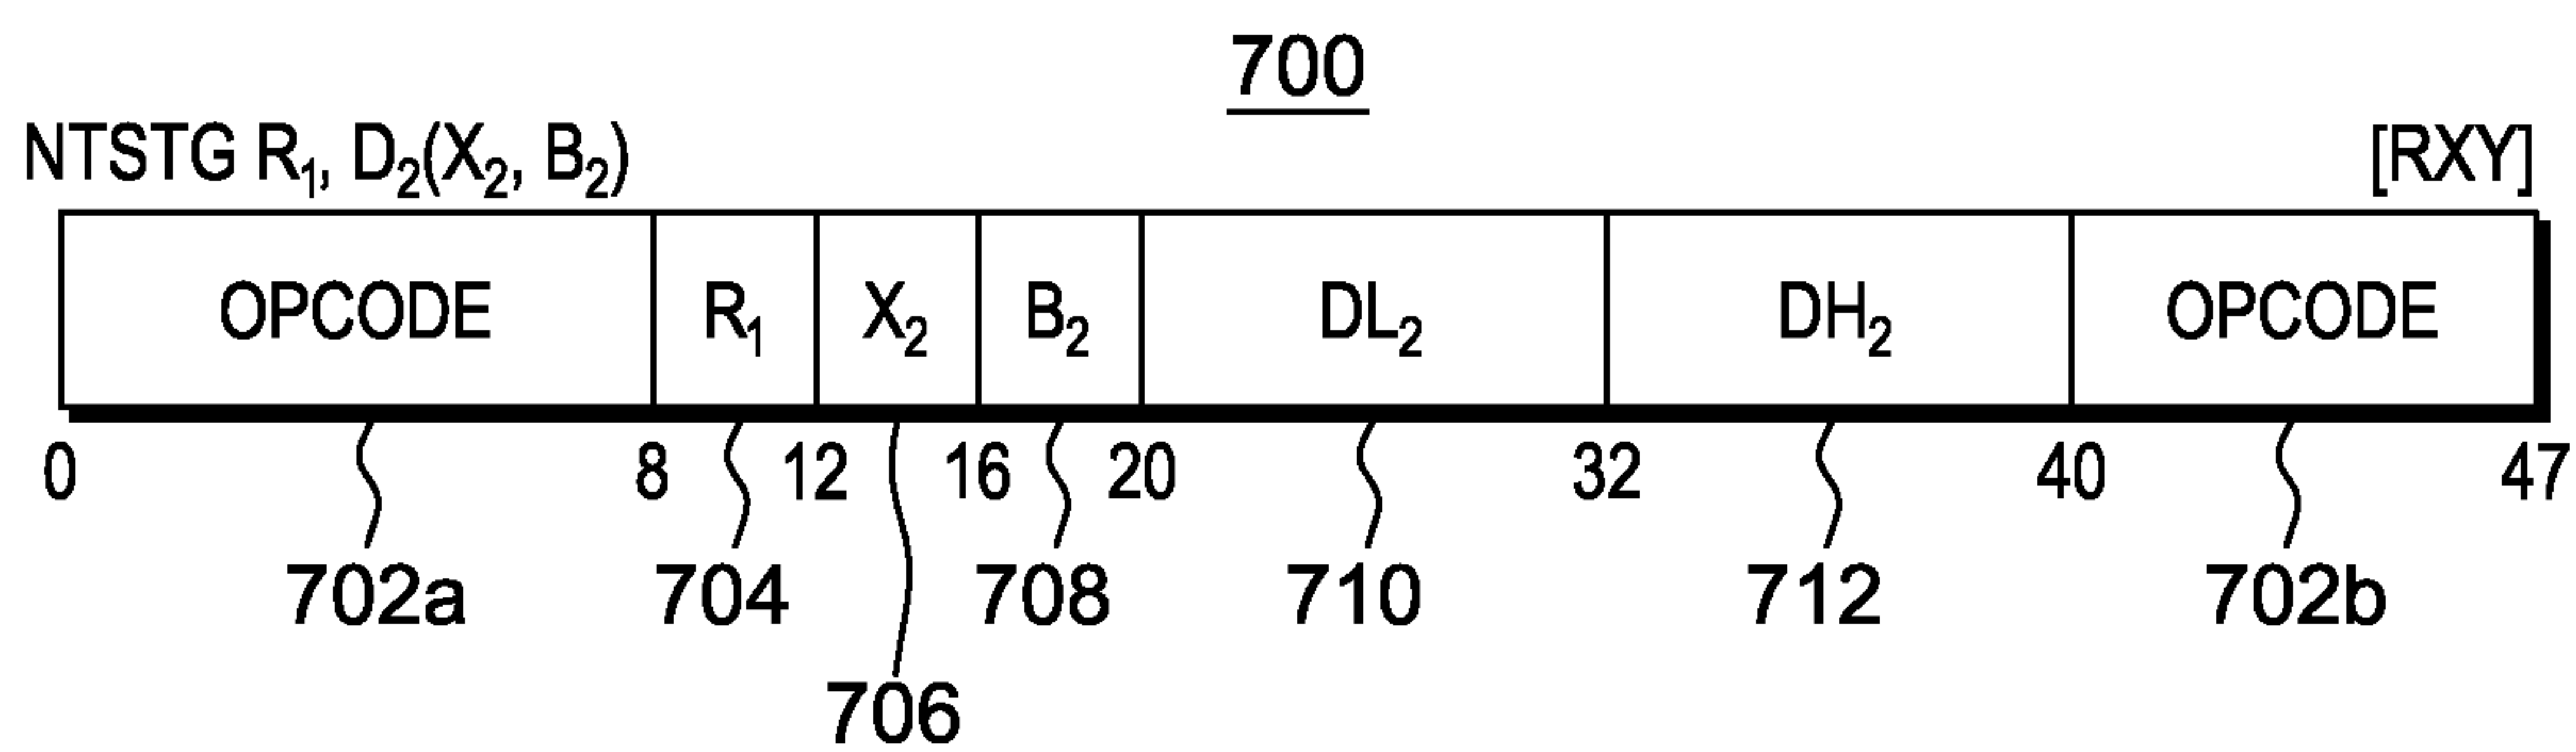 700
NTSTG R₁, D₂(X₂, B₂) [RXY]
OPCODE R₁ X₂ B₂ DL₂ DH₂ OPCODE
0 8 12 16 20 32 40 47
702a 704 708 710 712 702b
706